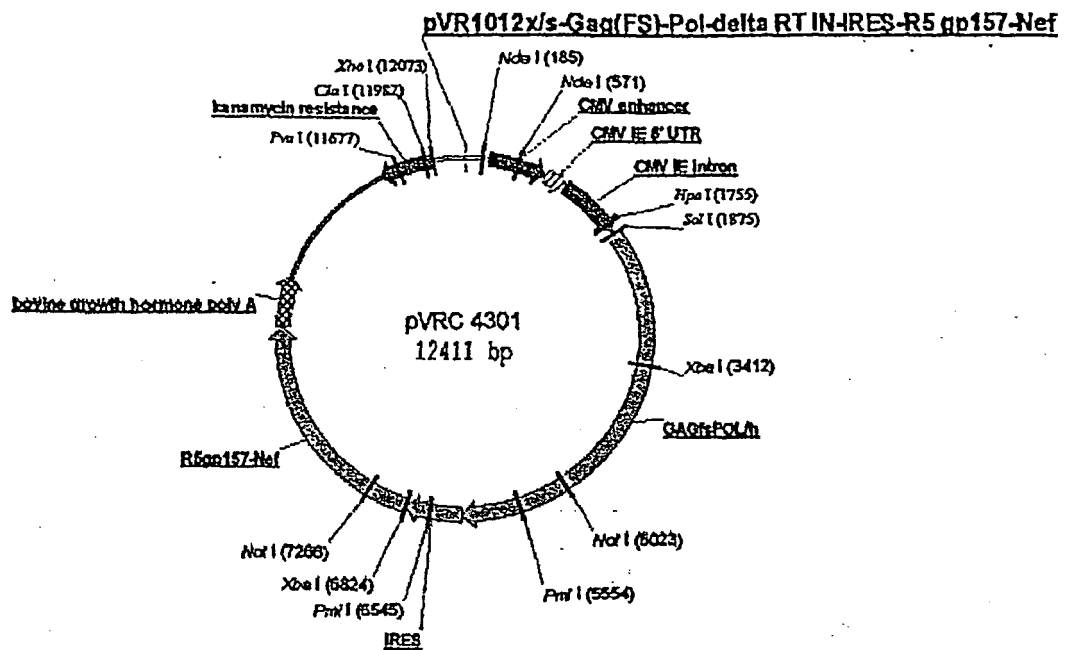 pVR1012x/s-Gag(FS)-Pol-delta RT IN-IRES-R5 gp157-Nef
Xho I (12073)
Nde I (185)
Cla I (11982)
Nde I (571)
kanamycin resistance
CMV enhancer
Pvu I (11677)
CMV IE 5' UTR
CMV IE Intron
Hpa I (1755)
Sal I (1875)
bovine growth hormone poly A
pVRC 4301
12411 bp
Xba I (3412)
GAGfsPOL/h
R5gp157-Nef
Not I (7266)
Not I (5023)
Xba I (6824)
Pml I (5554)
Pml I (6545)
IRES